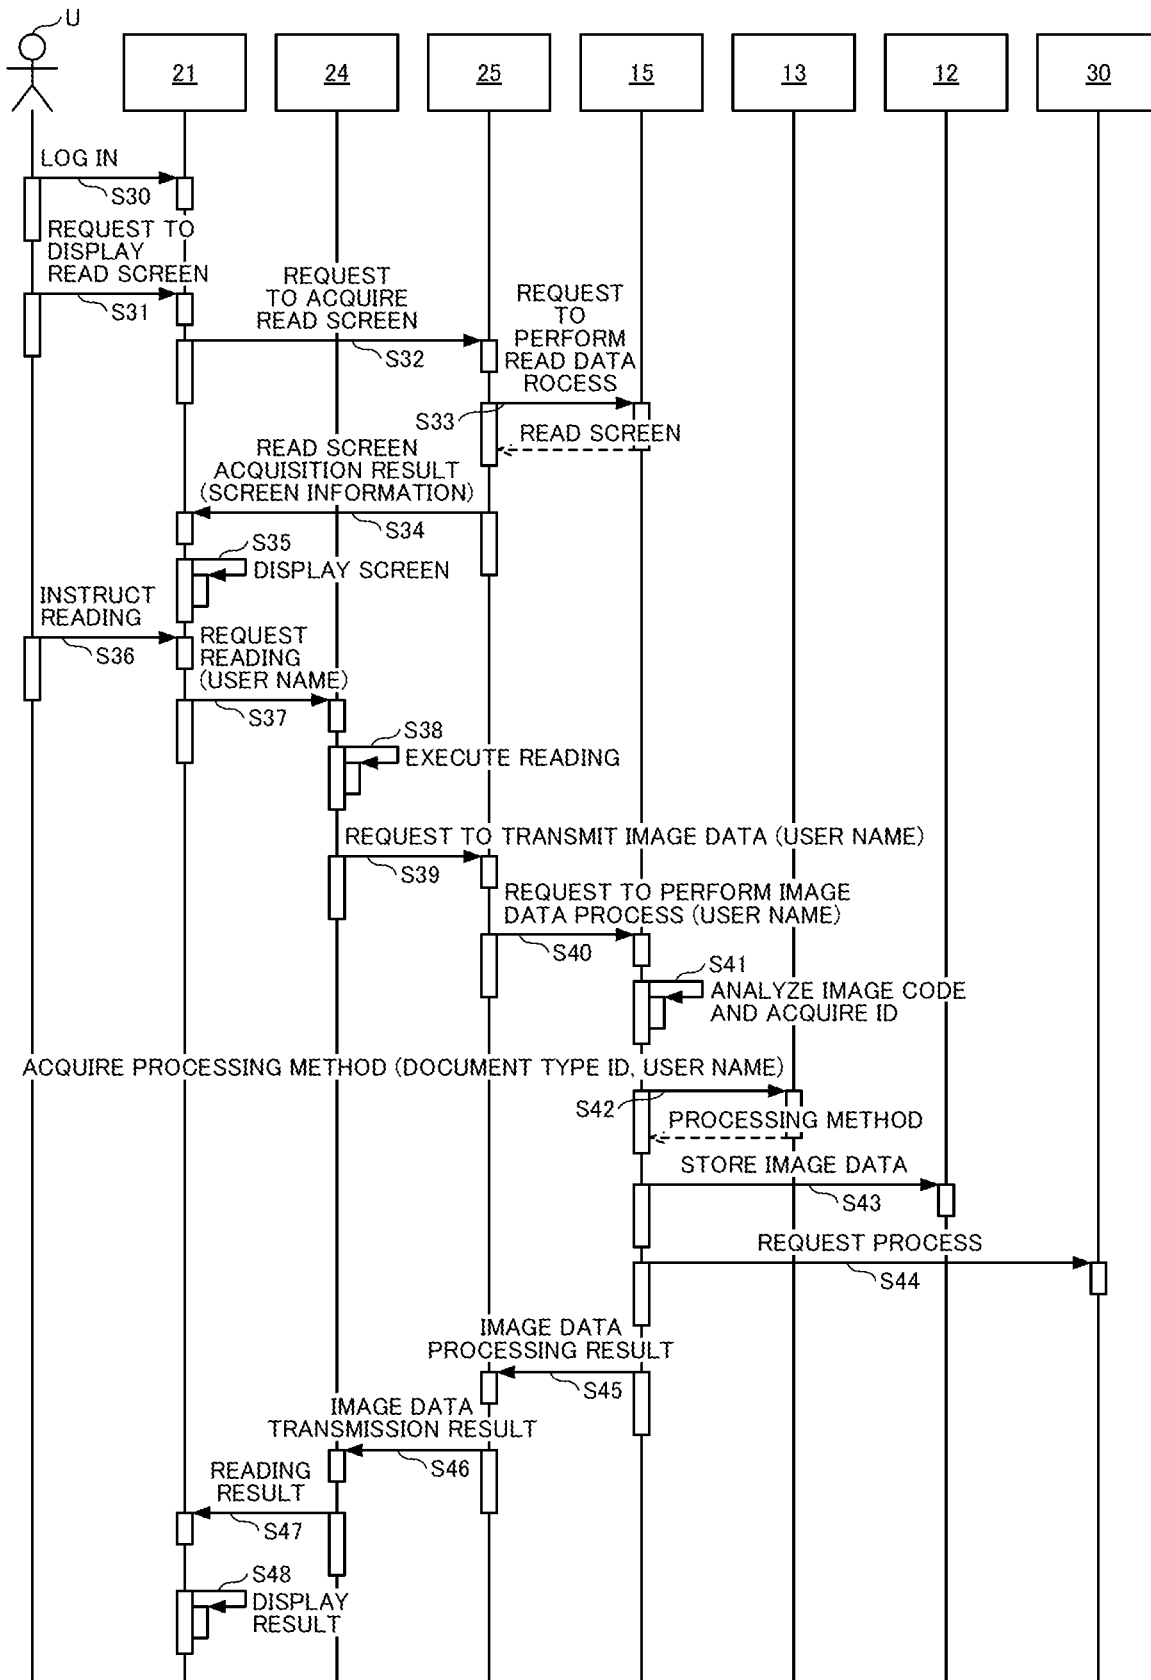 U
21
24
25
15
13
12
30
LOG IN
S30
REQUEST TO
DISPLAY
READ SCREEN
S31
REQUEST
TO ACQUIRE
READ SCREEN
S32
REQUEST
TO
PERFORM
READ DATA
ROCESS
S33
READ SCREEN
READ SCREEN
ACQUISITION RESULT
(SCREEN INFORMATION)
S34
S35
DISPLAY SCREEN
INSTRUCT
READING
S36
REQUEST
READING
(USER NAME)
S37
S38
EXECUTE READING
REQUEST TO TRANSMIT IMAGE DATA (USER NAME)
S39
REQUEST TO PERFORM IMAGE
DATA PROCESS (USER NAME)
S40
S41
ANALYZE IMAGE CODE
AND ACQUIRE ID
ACQUIRE PROCESSING METHOD (DOCUMENT TYPE ID, USER NAME)
S42
PROCESSING METHOD
STORE IMAGE DATA
S43
REQUEST PROCESS
S44
IMAGE DATA
PROCESSING RESULT
S45
IMAGE DATA
TRANSMISSION RESULT
S46
READING
RESULT
S47
S48
DISPLAY
RESULT